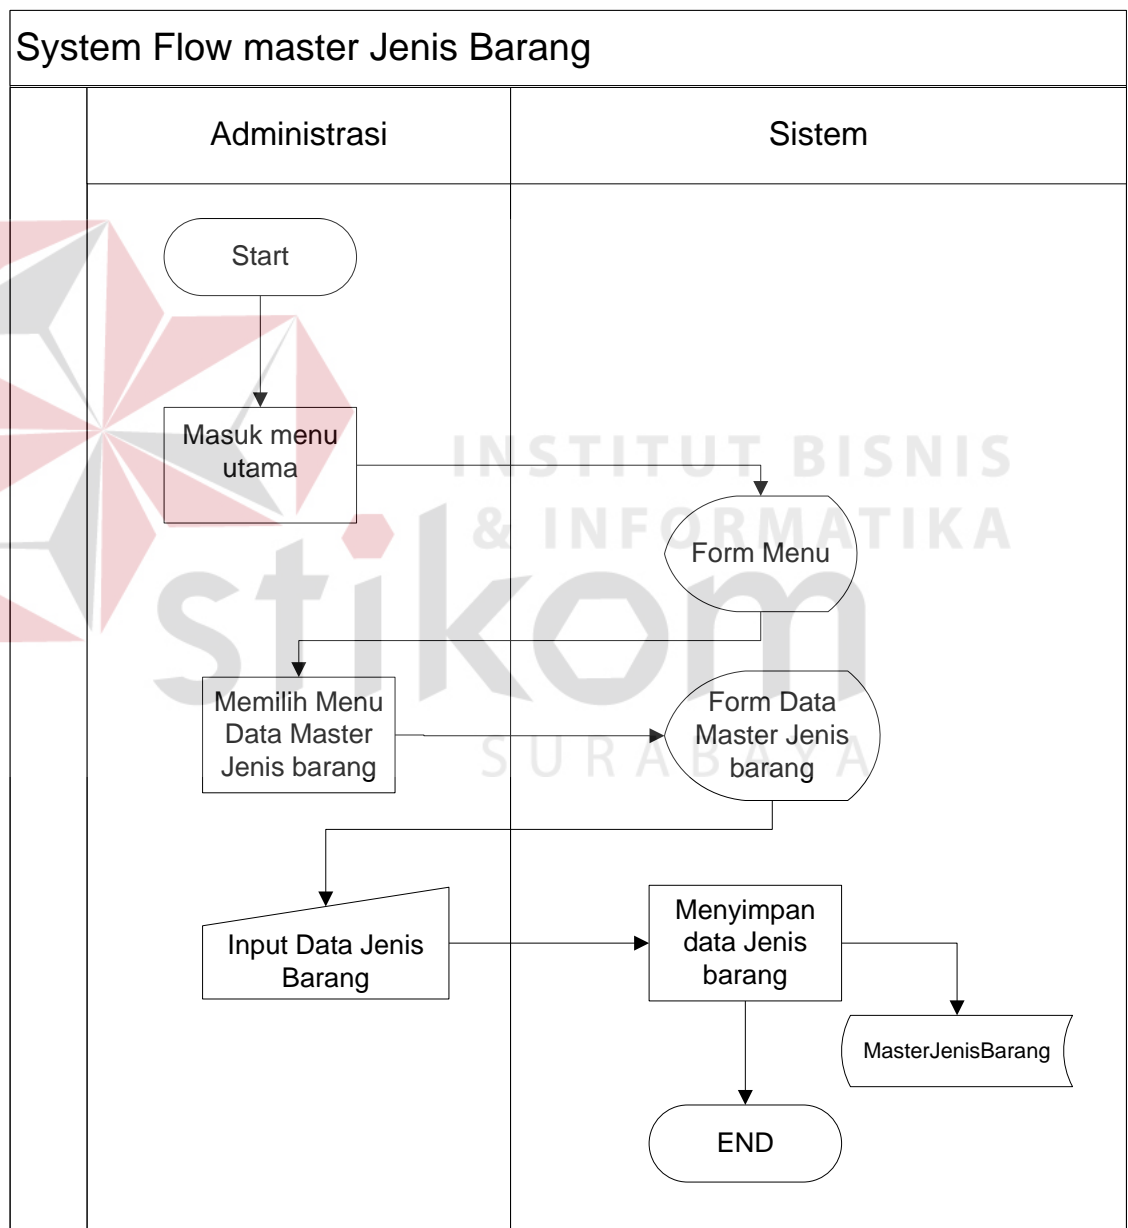 System Flow master Jenis Barang
Administrasi
Sistem
Start
Masuk menu
utama
INSTITUT BISNIS
& INFORMATIKA
Form Menu
stikom
Memilih Menu
Data Master
Jenis barang
Form Data
Master Jenis
barang
SURABAYA
Input Data Jenis
Barang
Menyimpan
data Jenis
barang
MasterJenisBarang
END